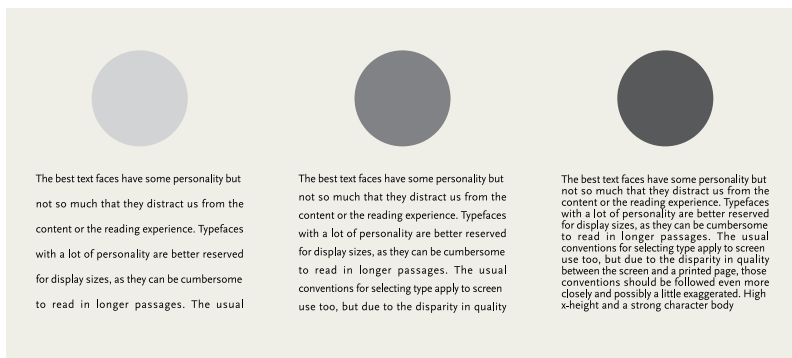 The best text faces have some personality but
not so much that they distract us from the
content or the reading experience. Typefaces
with a lot of personality are better reserved
for display sizes, as they can be cumbersome
to read in longer passages. The usual
The best text faces have some personality but
not so much that they distract us from the
content or the reading experience. Typefaces
with a lot of personality are better reserved
for display sizes, as they can be cumbersome
to read in longer passages. The usual
conventions for selecting type apply to screen
use too, but due to the disparity in quality
The best text faces have some personality but
not so much that they distract us from the
content or the reading experience. Typefaces
with a lot of personality are better reserved
for display sizes, as they can be cumbersome
to read in longer passages. The usual
conventions for selecting type apply to screen
use too, but due to the disparity in quality
between the screen and a printed page, those
conventions should be followed even more
closely and possibly a little exaggerated. High
x-height and a strong character body